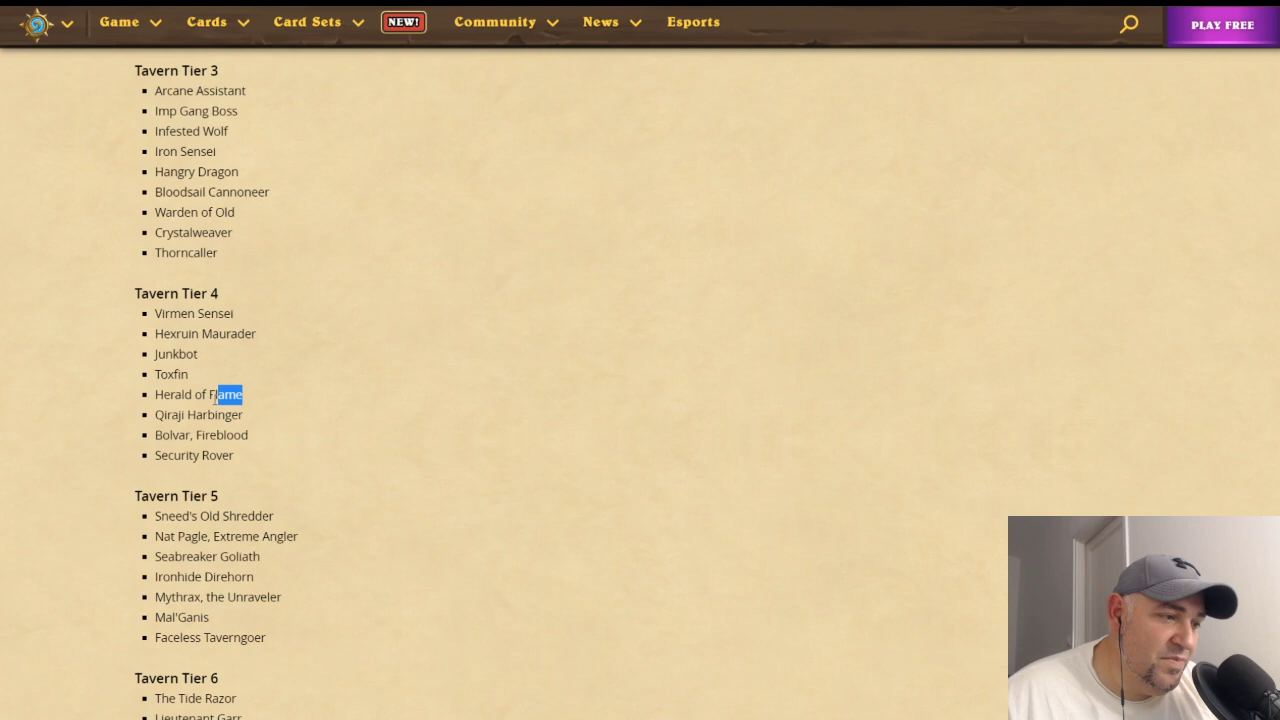 Game Cards Card Sets NEW! Community News Esports PLAY FREE
Tavern Tier 3
Arcane Assistant
Imp Gang Boss
Infested Wolf
Iron Sensei
Hangry Dragon
Bloodsail Cannoneer
Warden of Old
Crystalweaver
Thorncaller
Tavern Tier 4
Virmen Sensei
Hexruin Maurader
Junkbot
Toxfin
Herald of Flame
Qiraji Harbinger
Bolvar, Fireblood
Security Rover
Tavern Tier 5
Sneed's Old Shredder
Nat Pagle, Extreme Angler
Seabreaker Goliath
Ironhide Direhorn
Mythrax, the Unraveler
Mal'Ganis
Faceless Taverngoer
Tavern Tier 6
The Tide Razor
Lieutenant Garr